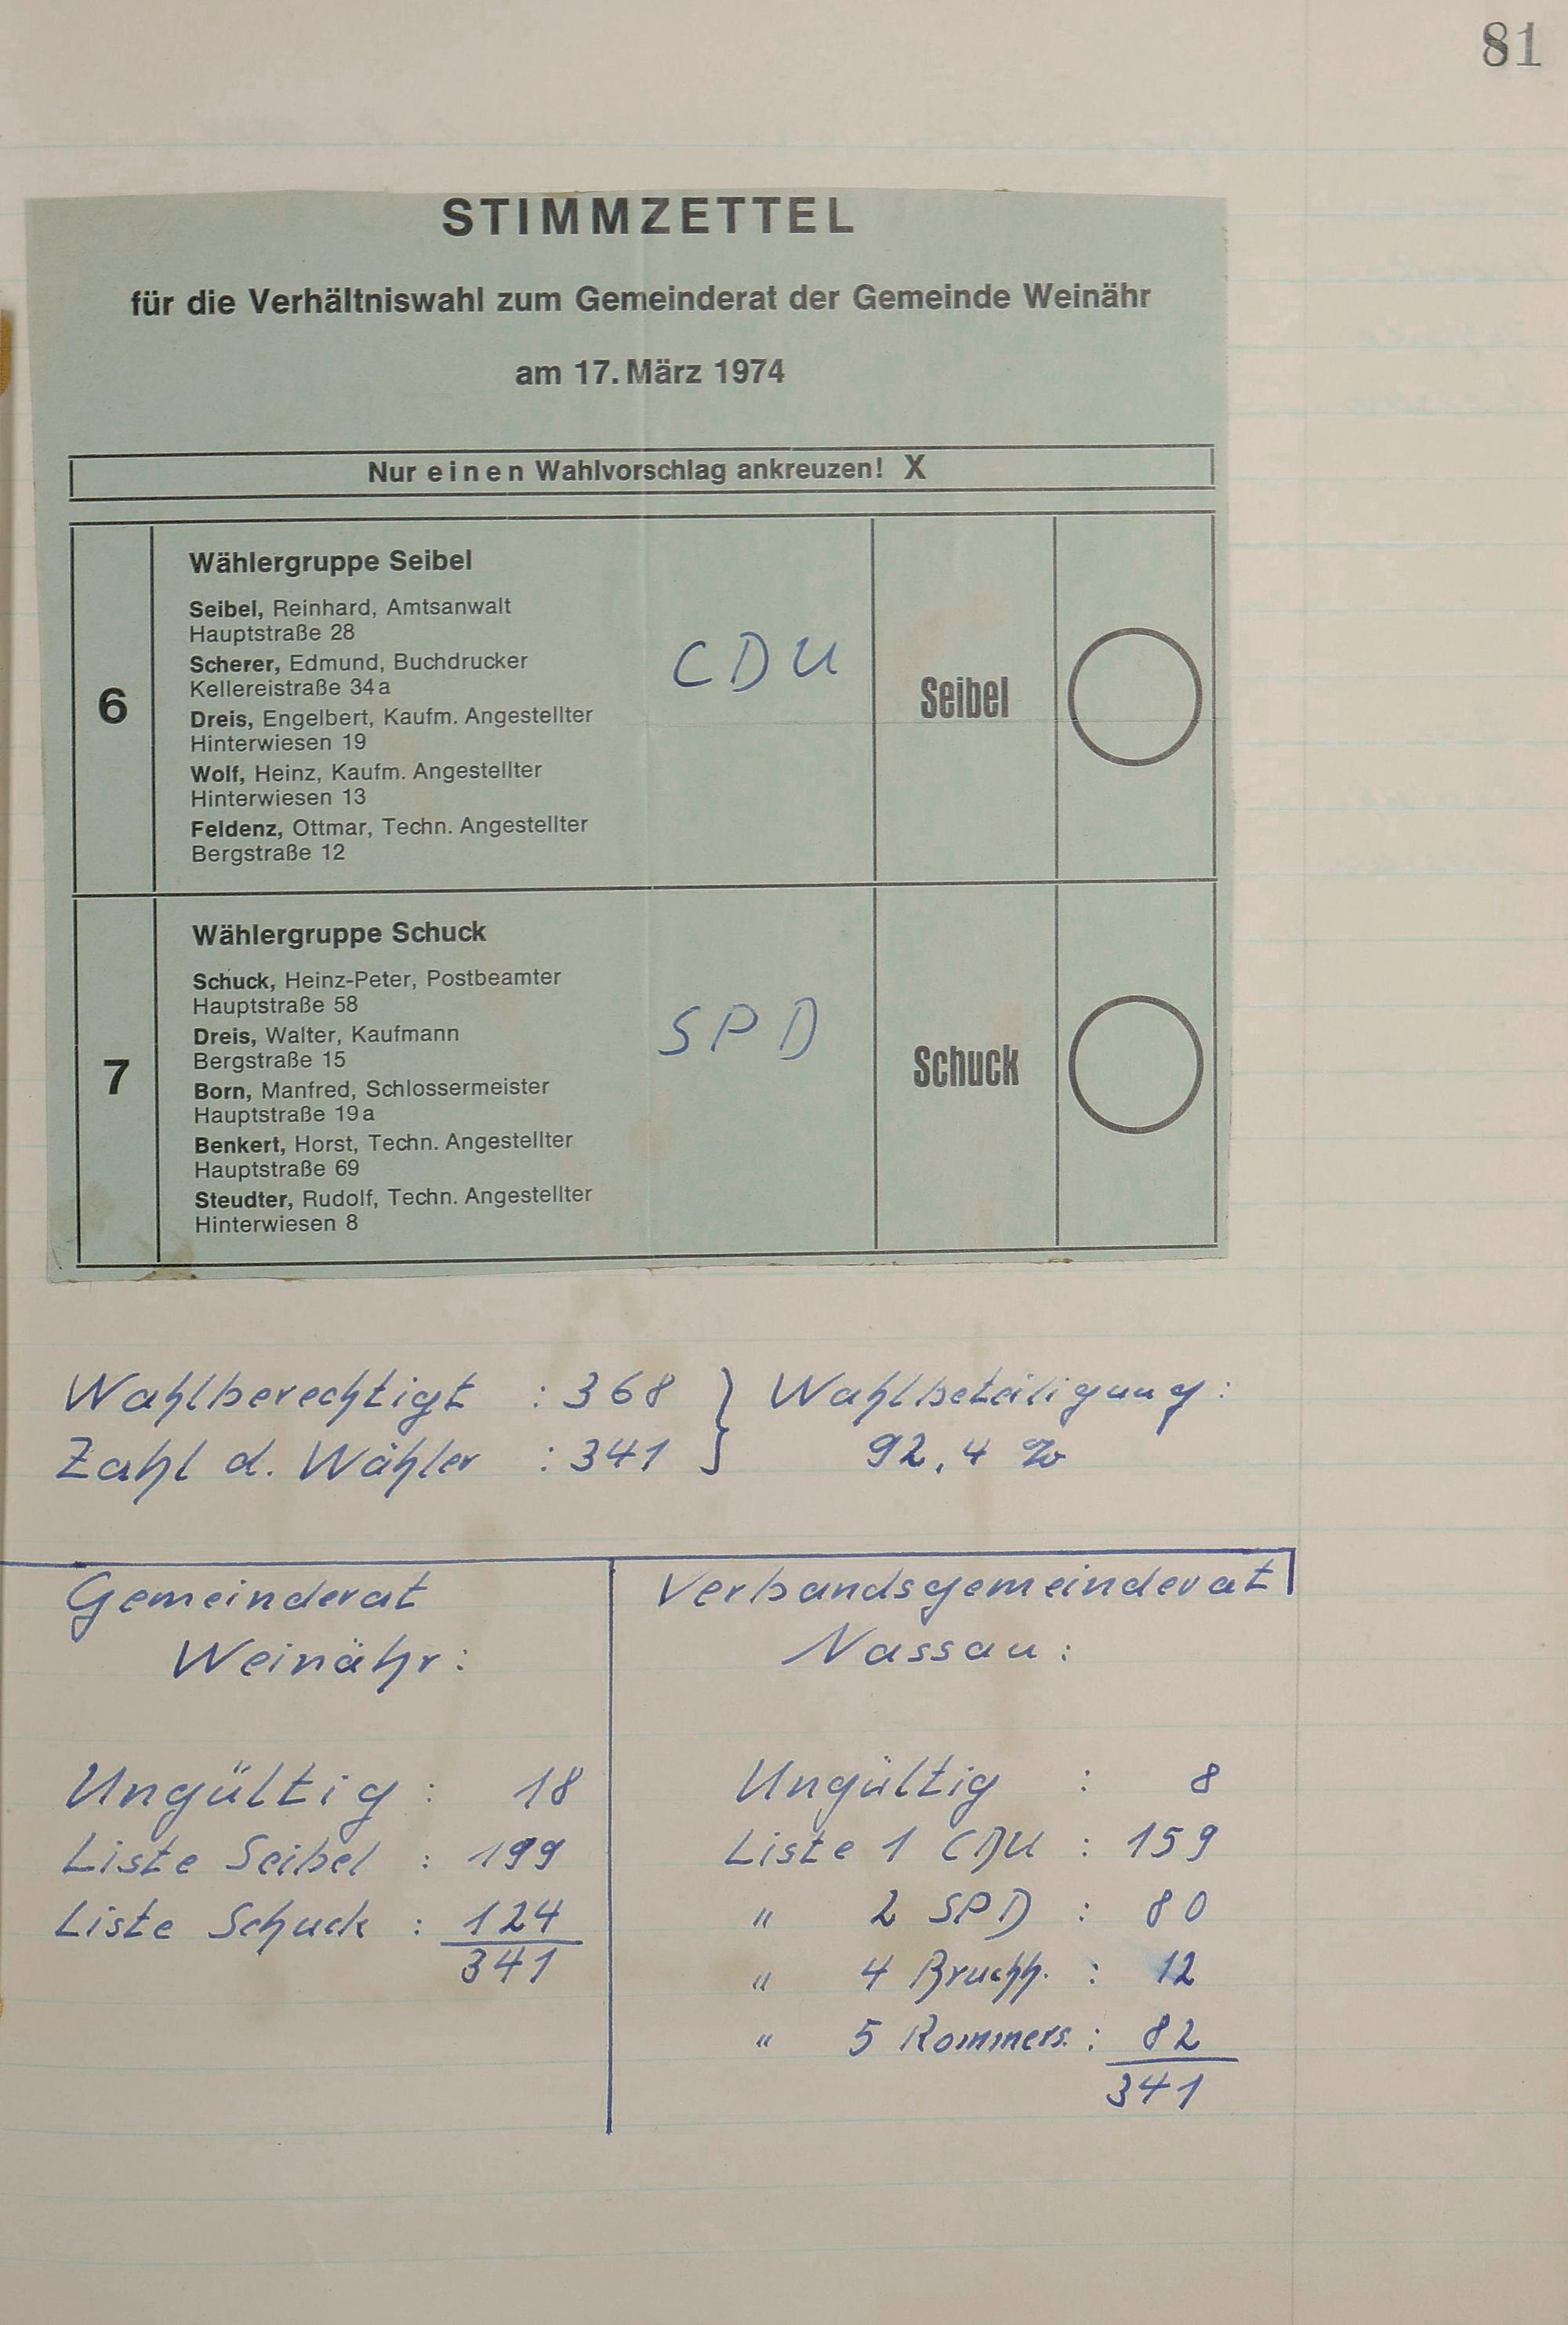 81
STIMMZETTEL
für die Verhältniswahl zum Gemeinderat der Gemeinde Weinähr
am 17. März 1974
Nur einen Wahlvorschlag ankreuzen! X
6
Wählergruppe Seibel
Seibel, Reinhard, Amtsanwalt
Hauptstraße 28
Scherer, Edmund, Buchdrucker
Kellereistraße 34a
Dreis, Engelbert, Kaufm. Angestellter
Hinterwiesen 19
Wolf, Heinz, Kaufm. Angestellter
Hinterwiesen 13
Feldenz, Ottmar, Techn. Angestellter
Bergstraße 12
CDU
Seibel
7
Wählergruppe Schuck
Schuck, Heinz-Peter, Postbeamter
Hauptstraße 58
Dreis, Walter, Kaufmann
Bergstraße 15
Born, Manfred, Schlossermeister
Hauptstraße 19a
Benkert, Horst, Techn. Angestellter
Hauptstraße 69
Steudter, Rudolf, Techn. Angestellter
Hinterwiesen 8
SPD
Schuck
Wahlberechtigt : 368 } Wahlbeteiligung:
Zahl d. Wähler : 341 } 92,4 %
Gemeinderat
Weinähr:
Ungültig : 18
Liste Seibel : 199
Liste Schuck : 124
341
Verbandsgemeinderat
Nassau:
Ungültig : 8
Liste 1 CDU : 159
" 2 SPD : 80
" 4 Bruchh. : 12
" 5 Rommers. : 82
341